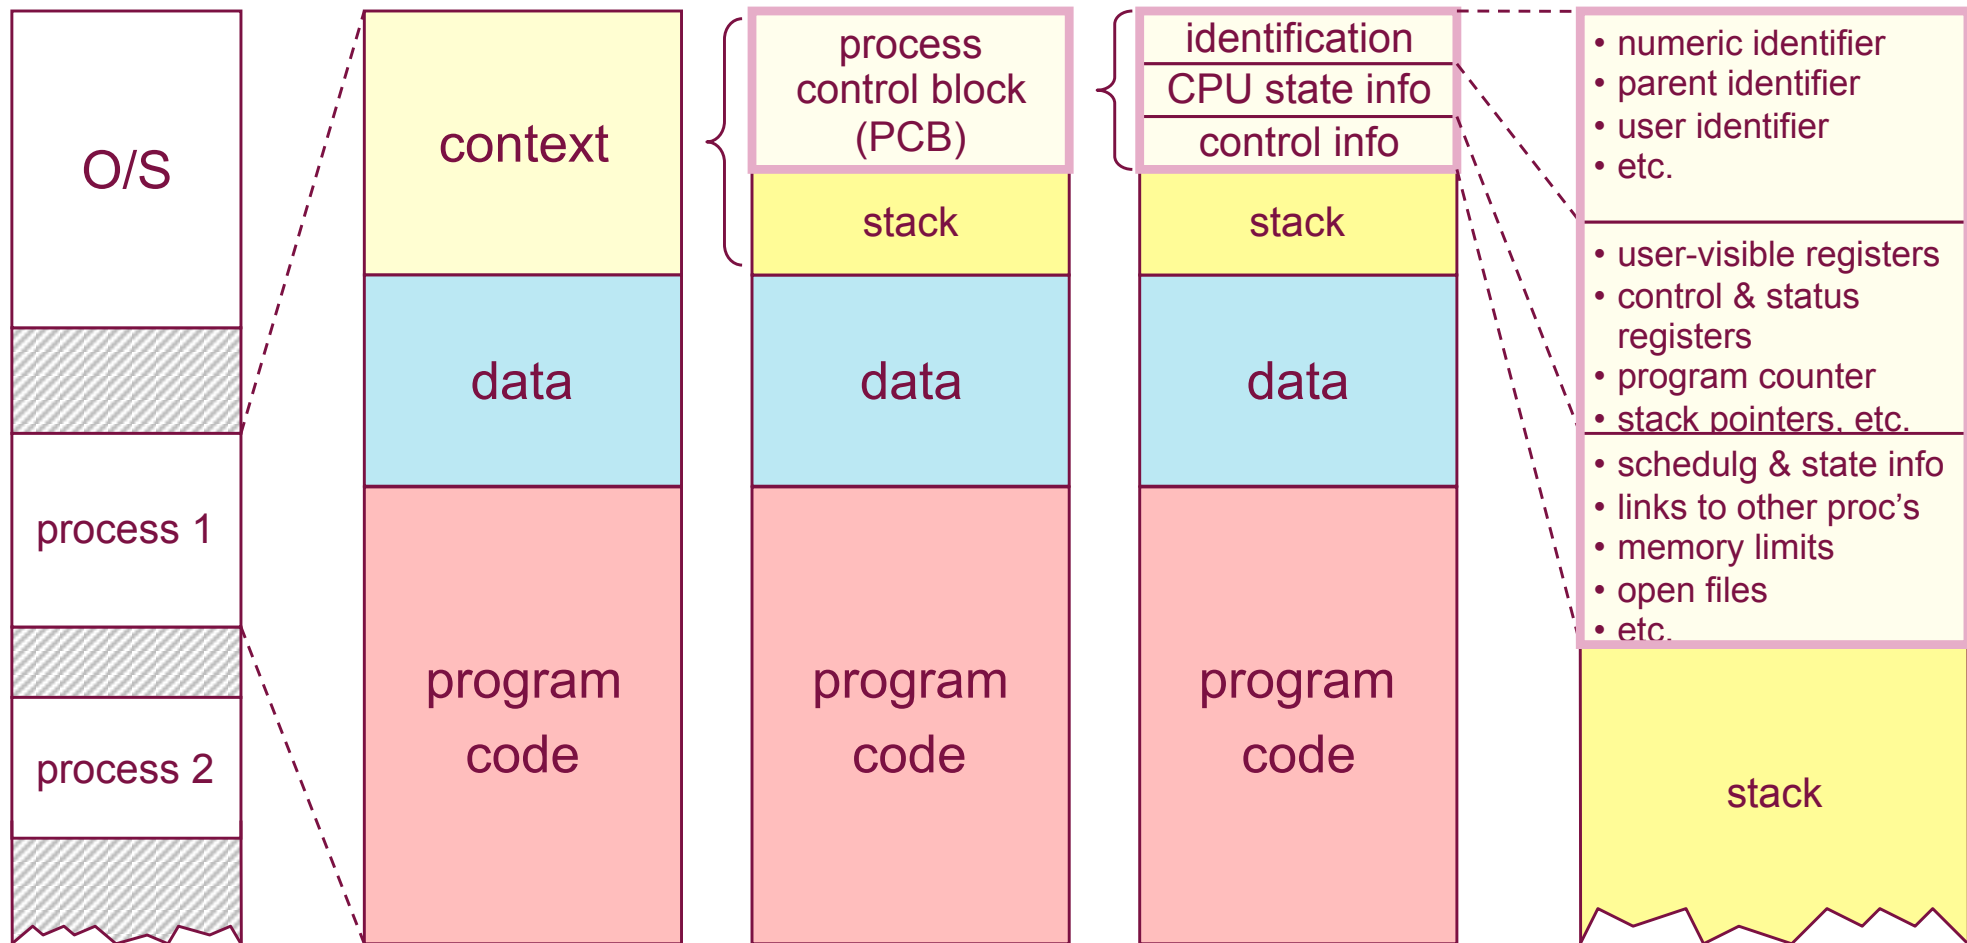 O/S
process 1
process 2
context
data
program
code
process
control block
(PCB)
stack
data
program
code
identification
CPU state info
control info
stack
data
program
code
• numeric identifier
• parent identifier
• user identifier
• etc.
• user-visible registers
• control & status
registers
• program counter
• stack pointers, etc.
• schedulg & state info
• links to other proc’s
• memory limits
• open files
• etc.
stack